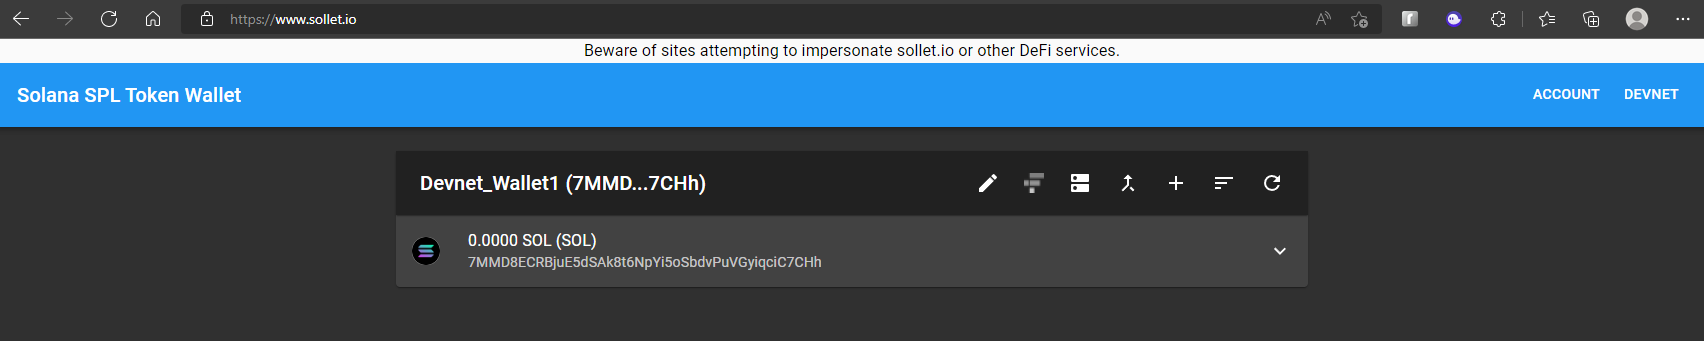 https://www.sollet.io
Beware of sites attempting to impersonate sollet.io or other DeFi services.
Solana SPL Token Wallet
ACCOUNT
DEVNET
Devnet_Wallet1 (7MMD...7CHh)
0.0000 SOL (SOL)
7MMD8ECRBjuE5dSAk8t6NpYi5oSbdvPuVGyiqciC7CHh